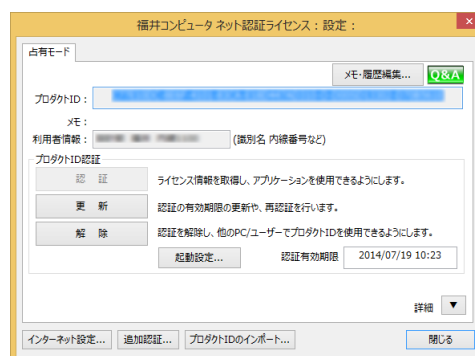 福井コンピュータ ネット認証ライセンス：設定：
占有モード
メモ・履歴編集...
Q&A
プロダクトID：
メモ：
利用者情報：
(識別名 内線番号など)
プロダクトID認証
認　証
ライセンス情報を取得し、アプリケーションを使用できるようにします。
更　新
認証の有効期限の更新や、再認証を行います。
解　除
認証を解除し、他のPC/ユーザーでプロダクトIDを使用できるようにします。
起動設定...
認証有効期限
2014/07/19 10:23
詳細
▼
インターネット設定...
追加認証...
プロダクトIDのインポート...
閉じる